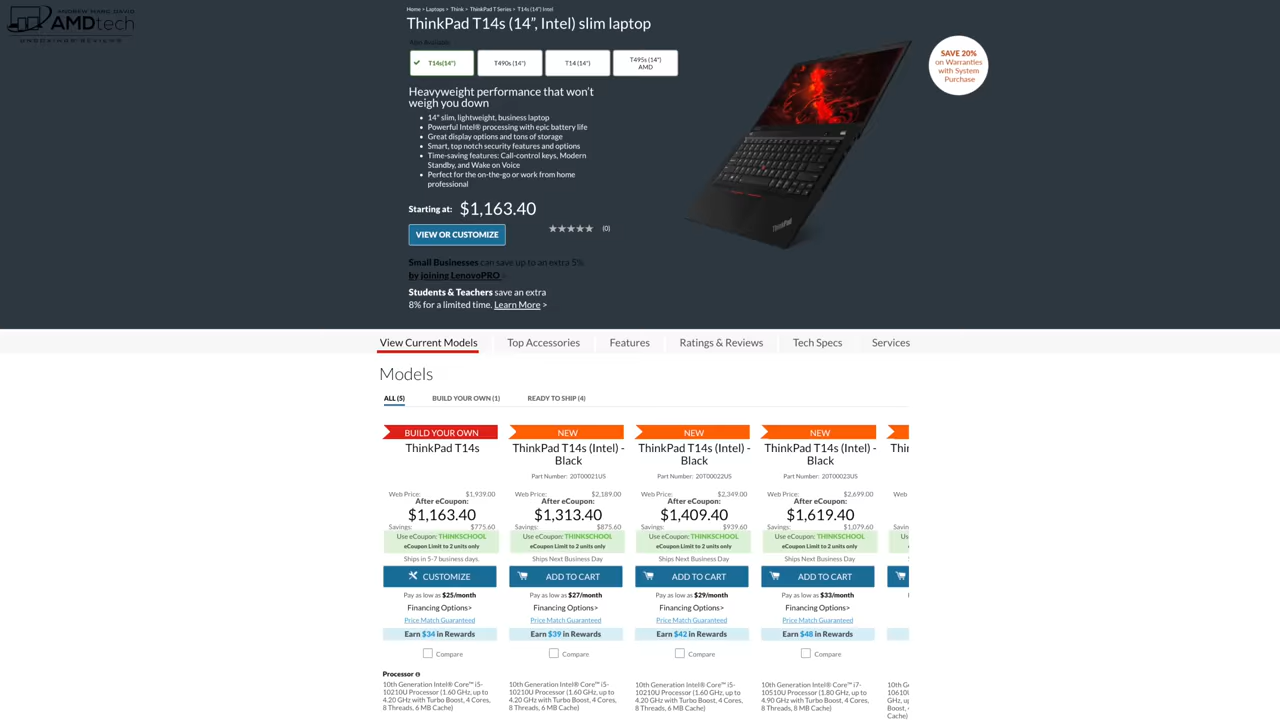 ANDREW MARC DAVID
AMDtech
UNBOXINGS REVIEWS
Home > Laptops > Think > ThinkPad T Series > T14s (14") Intel
ThinkPad T14s (14”, Intel) slim laptop
Also Available
T14s(14")
T490s (14")
T14 (14")
T495s (14")
AMD
SAVE 20%
on Warranties
with System
Purchase
Heavyweight performance that won’t
weigh you down
14" slim, lightweight, business laptop
Powerful Intel® processing with epic battery life
Great display options and tons of storage
Smart, top notch security features and options
Time-saving features: Call-control keys, Modern
Standby, and Wake on Voice
Perfect for the on-the-go or work from home
professional
Starting at: $1,163.40
VIEW OR CUSTOMIZE
(0)
Small Businesses can save up to an extra 5%
by joining LenovoPRO >
Students & Teachers save an extra
8% for a limited time. Learn More >
ThinkPad
View Current Models Top Accessories Features Ratings & Reviews Tech Specs Services
Models
ALL (5) BUILD YOUR OWN (1) READY TO SHIP (4)
BUILD YOUR OWN
ThinkPad T14s
Web Price: $1,939.00
After eCoupon:
$1,163.40
Savings: $775.60
Use eCoupon: THINKSCHOOL
eCoupon Limit to 2 units only
Ships in 5-7 business days.
CUSTOMIZE
Pay as low as $25/month
Financing Options>
Price Match Guaranteed
Earn $34 in Rewards
Compare
Processor
10th Generation Intel® Core™ i5-
10210U Processor (1.60 GHz, up to
4.20 GHz with Turbo Boost, 4 Cores,
8 Threads, 6 MB Cache)
NEW
ThinkPad T14s (Intel) -
Black
Part Number: 20T00021US
Web Price: $2,189.00
After eCoupon:
$1,313.40
Savings: $875.60
Use eCoupon: THINKSCHOOL
eCoupon Limit to 2 units only
Ships Next Business Day
ADD TO CART
Pay as low as $27/month
Financing Options>
Price Match Guaranteed
Earn $39 in Rewards
Compare
10th Generation Intel® Core™ i5-
10210U Processor (1.60 GHz, up to
4.20 GHz with Turbo Boost, 4 Cores,
8 Threads, 6 MB Cache)
NEW
ThinkPad T14s (Intel) -
Black
Part Number: 20T00022US
Web Price: $2,349.00
After eCoupon:
$1,409.40
Savings: $939.60
Use eCoupon: THINKSCHOOL
eCoupon Limit to 2 units only
Ships Next Business Day
ADD TO CART
Pay as low as $29/month
Financing Options>
Price Match Guaranteed
Earn $42 in Rewards
Compare
10th Generation Intel® Core™ i5-
10210U Processor (1.60 GHz, up to
4.20 GHz with Turbo Boost, 4 Cores,
8 Threads, 6 MB Cache)
NEW
ThinkPad T14s (Intel) -
Black
Part Number: 20T00023US
Web Price: $2,699.00
After eCoupon:
$1,619.40
Savings: $1,079.60
Use eCoupon: THINKSCHOOL
eCoupon Limit to 2 units only
Ships Next Business Day
ADD TO CART
Pay as low as $33/month
Financing Options>
Price Match Guaranteed
Earn $48 in Rewards
Compare
10th Generation Intel® Core™ i7-
10510U Processor (1.80 GHz, up to
4.90 GHz with Turbo Boost, 4 Cores,
8 Threads, 8 MB Cache)
Web
10th G
Boost,
Cache)